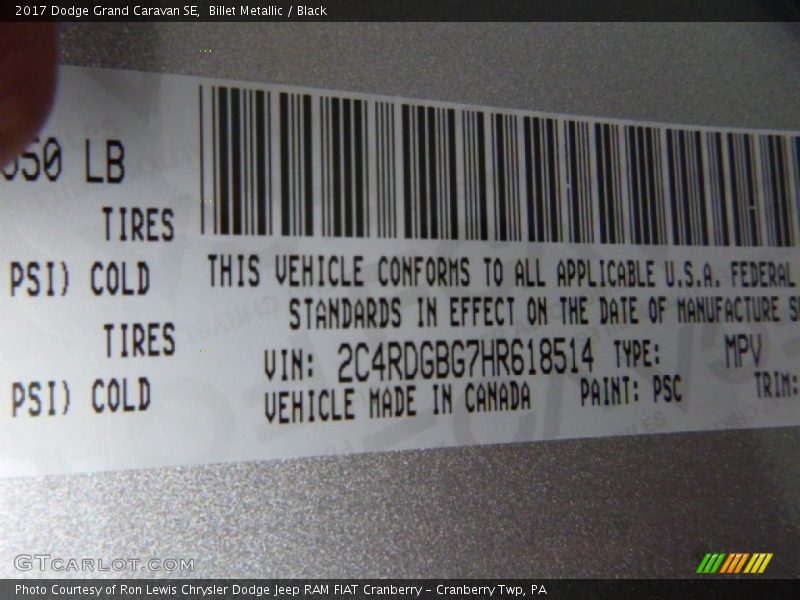 2017 Dodge Grand Caravan SE,  Billet Metallic / Black
LB
TIRES
PSI) COLD
TIRES
PSI) COLD
THIS VEHICLE CONFORMS TO ALL APPLICABLE U.S.A. FEDERAL
STANDARDS IN EFFECT ON THE DATE OF MANUFACTURE
VIN: 2C4RDGBG7HR618514 TYPE: MPV
VEHICLE MADE IN CANADA PAINT: PSC TRIM:
GTCARLOT.COM
Photo Courtesy of Ron Lewis Chrysler Dodge Jeep RAM FIAT Cranberry – Cranberry Twp, PA